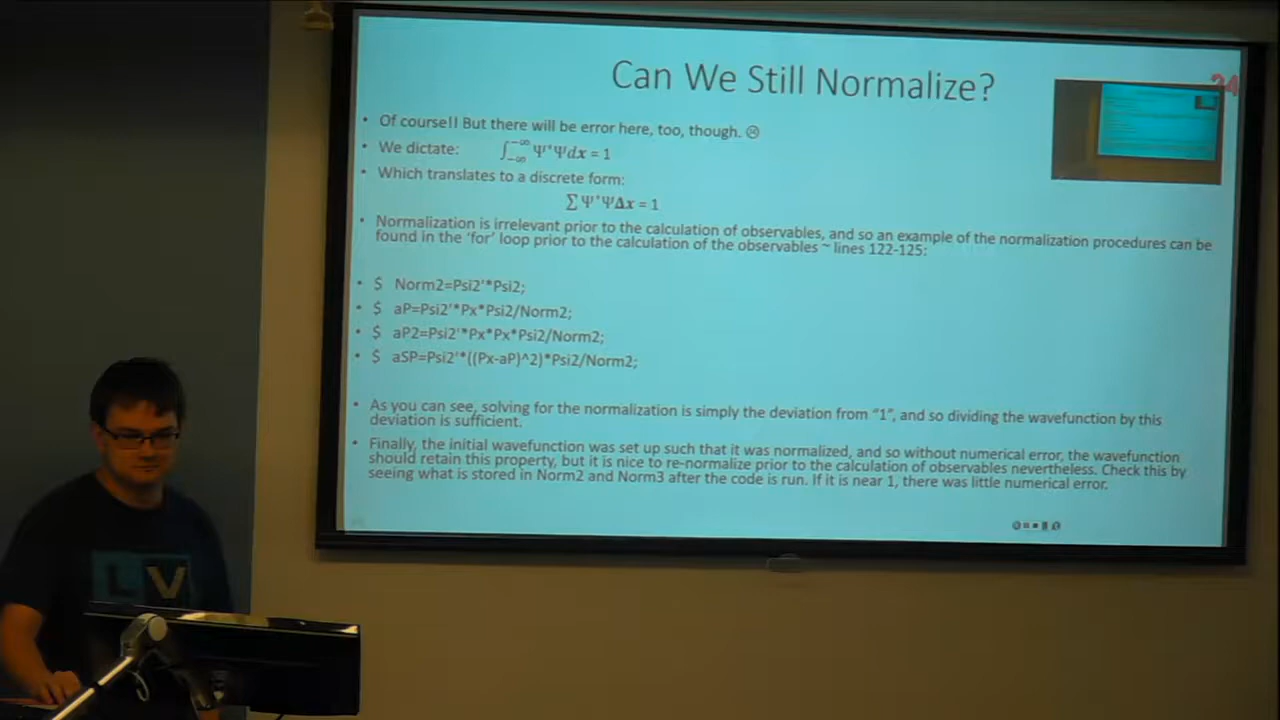 Can We Still Normalize?
24
• Of course!! But there will be error here, too, though. ☹
• We dictate: ∫₋∞⁻∞ Ψ*Ψdx = 1
• Which translates to a discrete form:
∑ Ψ*ΨΔx = 1
• Normalization is irrelevant prior to the calculation of observables, and so an example of the normalization procedures can be
found in the 'for' loop prior to the calculation of the observables ~ lines 122-125:
• $ Norm2=Psi2'*Psi2;
• $ aP=Psi2'*Px*Psi2/Norm2;
• $ aP2=Psi2'*Px*Px*Psi2/Norm2;
• $ aSP=Psi2'*((Px-aP)^2)*Psi2/Norm2;
• As you can see, solving for the normalization is simply the deviation from "1", and so dividing the wavefunction by this
deviation is sufficient.
• Finally, the initial wavefunction was set up such that it was normalized, and so without numerical error, the wavefunction
should retain this property, but it is nice to re-normalize prior to the calculation of observables nevertheless. Check this by
seeing what is stored in Norm2 and Norm3 after the code is run. If it is near 1, there was little numerical error.
LV